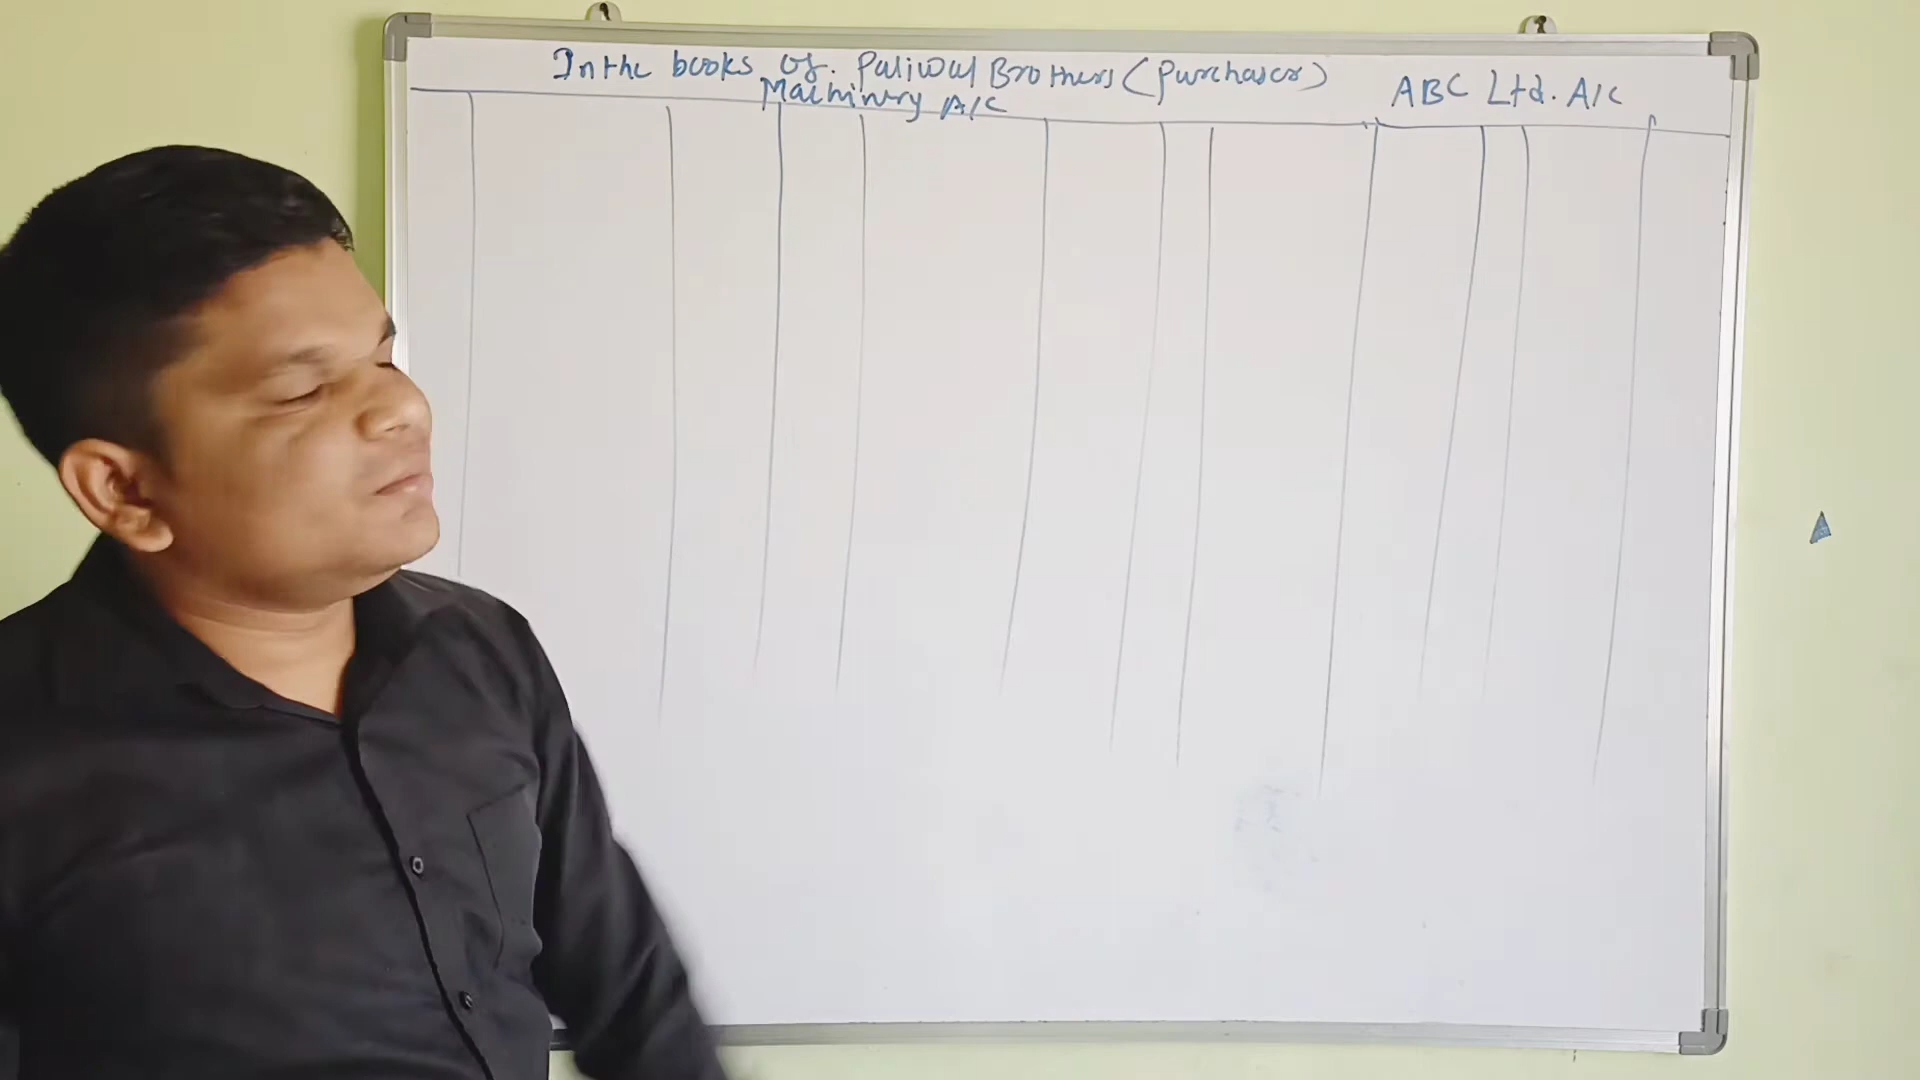 In the books of. Paliwal Brothers (Purchaser)
Machinery A/C
ABC Ltd. A/c